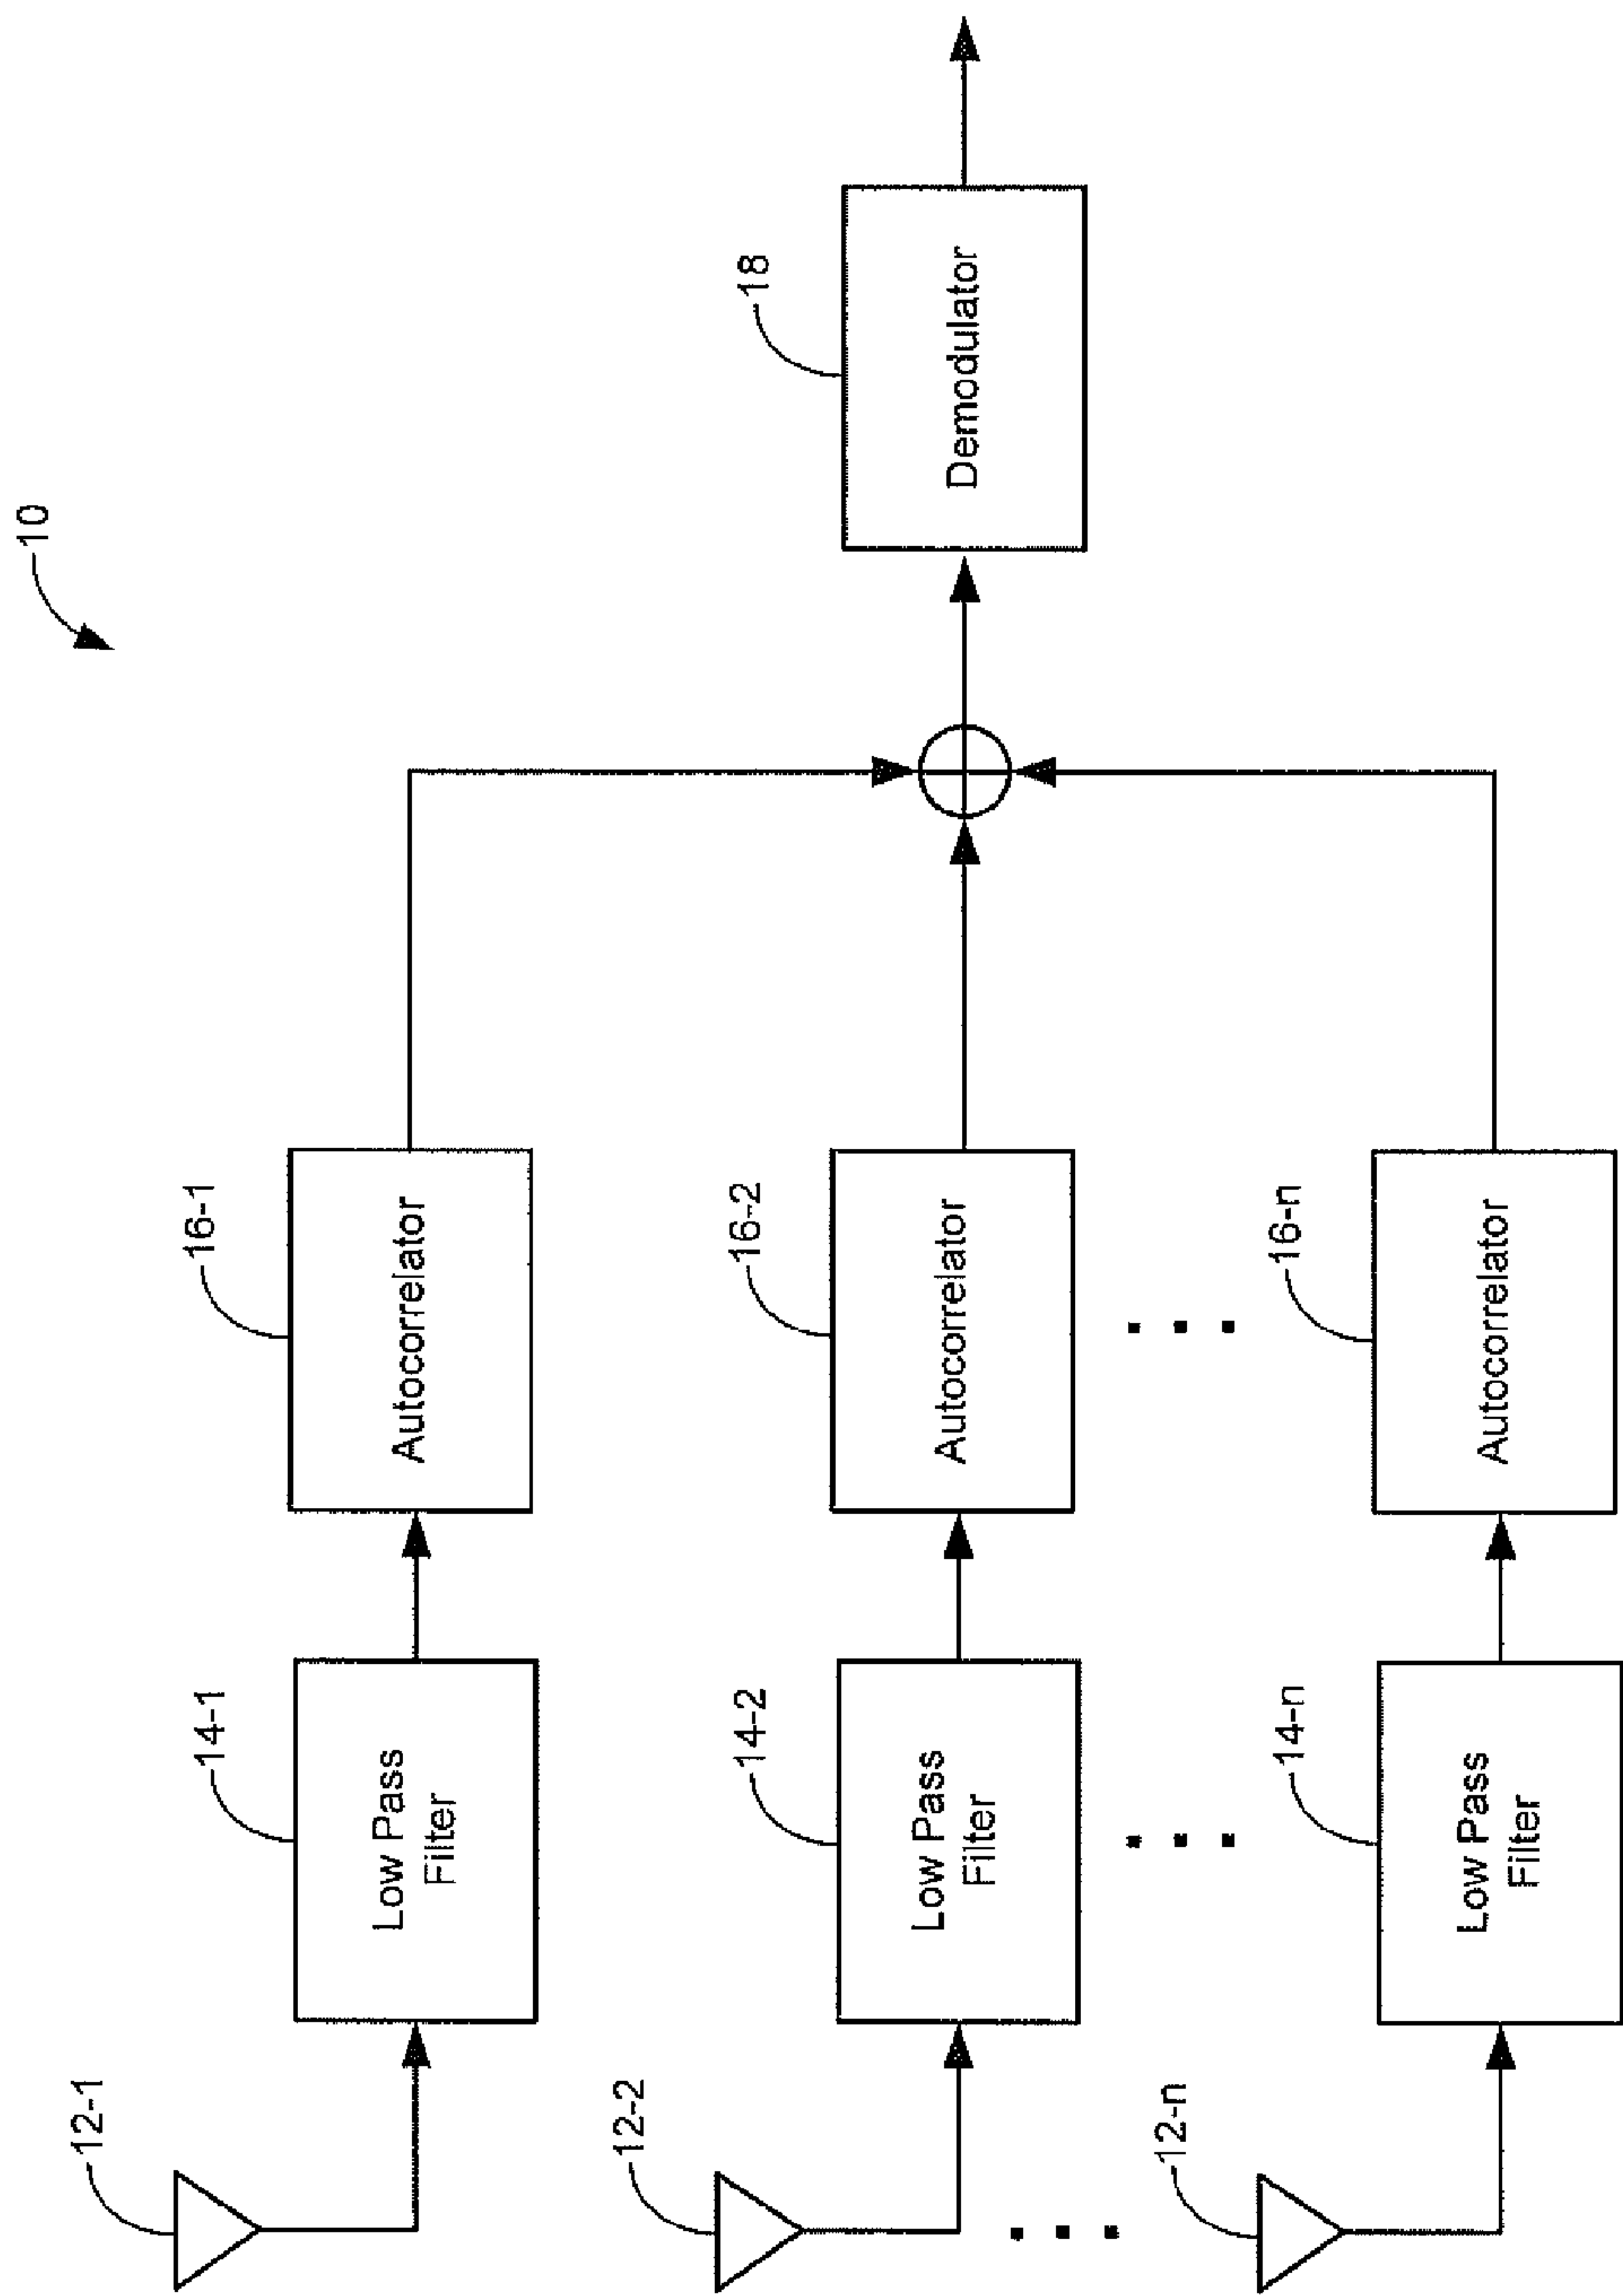 10
12-1
14-1
Low Pass
Filter
16-1
Autocorrelator
12-2
14-2
Low Pass
Filter
16-2
Autocorrelator
18
Demodulator
12-n
14-n
Low Pass
Filter
16-n
Autocorrelator